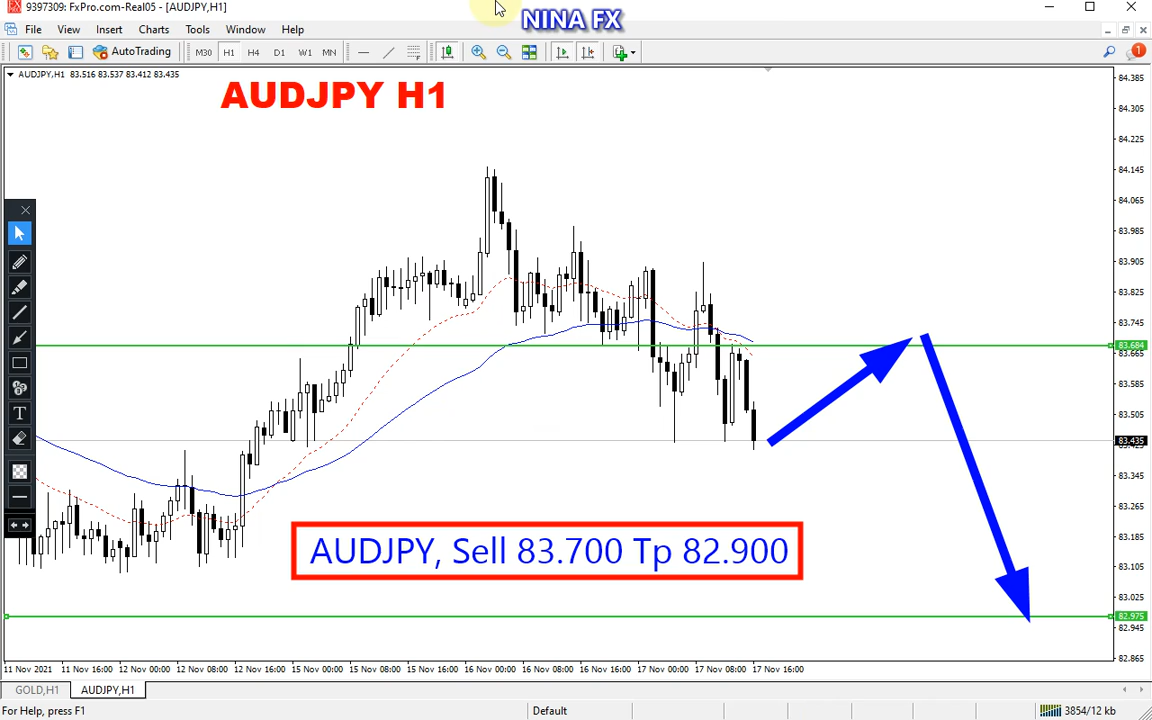 9397309: FxPro.com-Real05 - [AUDJPY,H1]
NINA FX
File View Insert Charts Tools Window Help
AutoTrading M30 H1 H4 D1 W1 MN
1
AUDJPY,H1 83.516 83.537 83.412 83.435
AUDJPY H1
84.385
84.305
84.225
84.145
84.065
83.985
83.905
83.825
83.745
83.684
83.665
83.585
83.505
83.435
83.345
83.265
83.185
83.105
83.025
82.975
82.945
82.865
T
AUDJPY, Sell 83.700 Tp 82.900
11 Nov 2021 11 Nov 16:00 12 Nov 00:00 12 Nov 08:00 12 Nov 16:00 15 Nov 00:00 15 Nov 08:00 15 Nov 16:00 16 Nov 00:00 16 Nov 08:00 16 Nov 16:00 17 Nov 00:00 17 Nov 08:00 17 Nov 16:00
GOLD,H1 AUDJPY,H1
For Help, press F1 Default 3854/12 kb